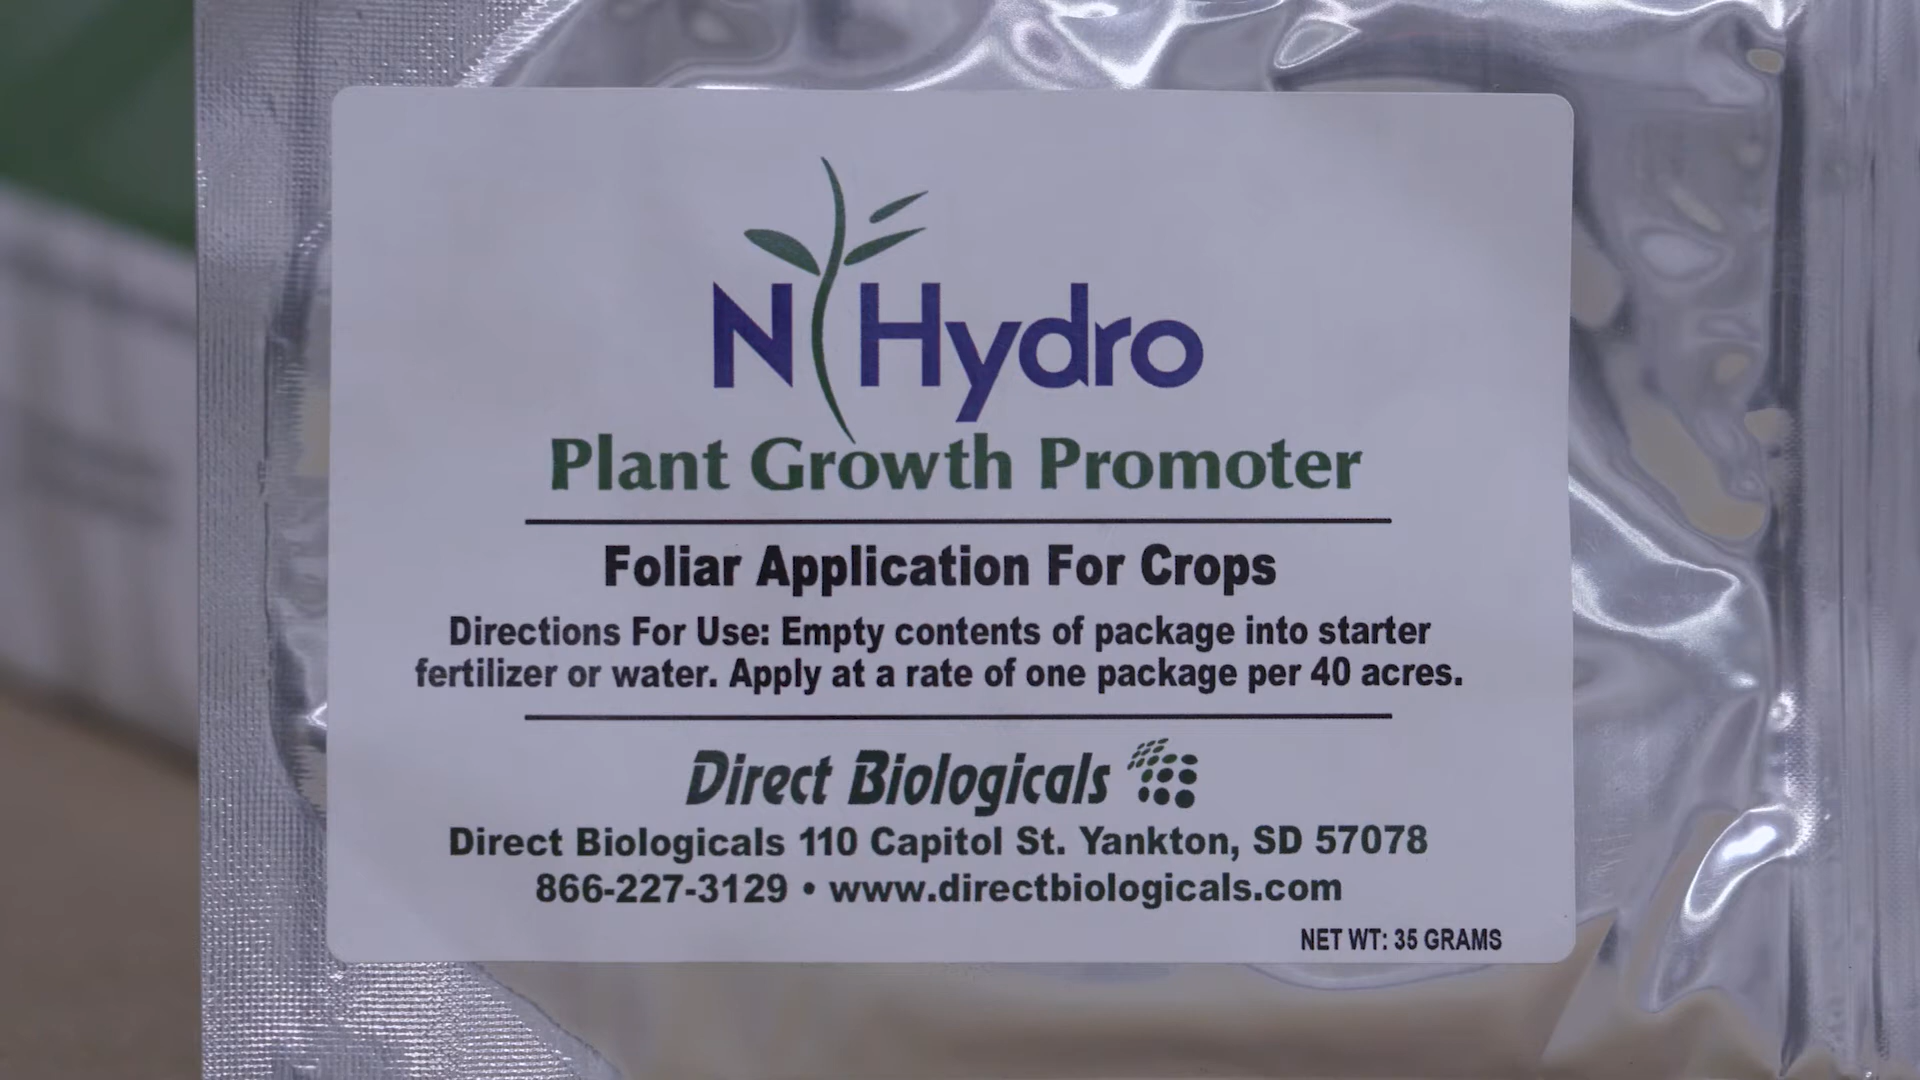 N Hydro
Plant Growth Promoter
Foliar Application For Crops
Directions For Use: Empty contents of package into starter
fertilizer or water. Apply at a rate of one package per 40 acres.
Direct Biologicals
Direct Biologicals 110 Capitol St. Yankton, SD 57078
866-227-3129 • www.directbiologicals.com
NET WT: 35 GRAMS